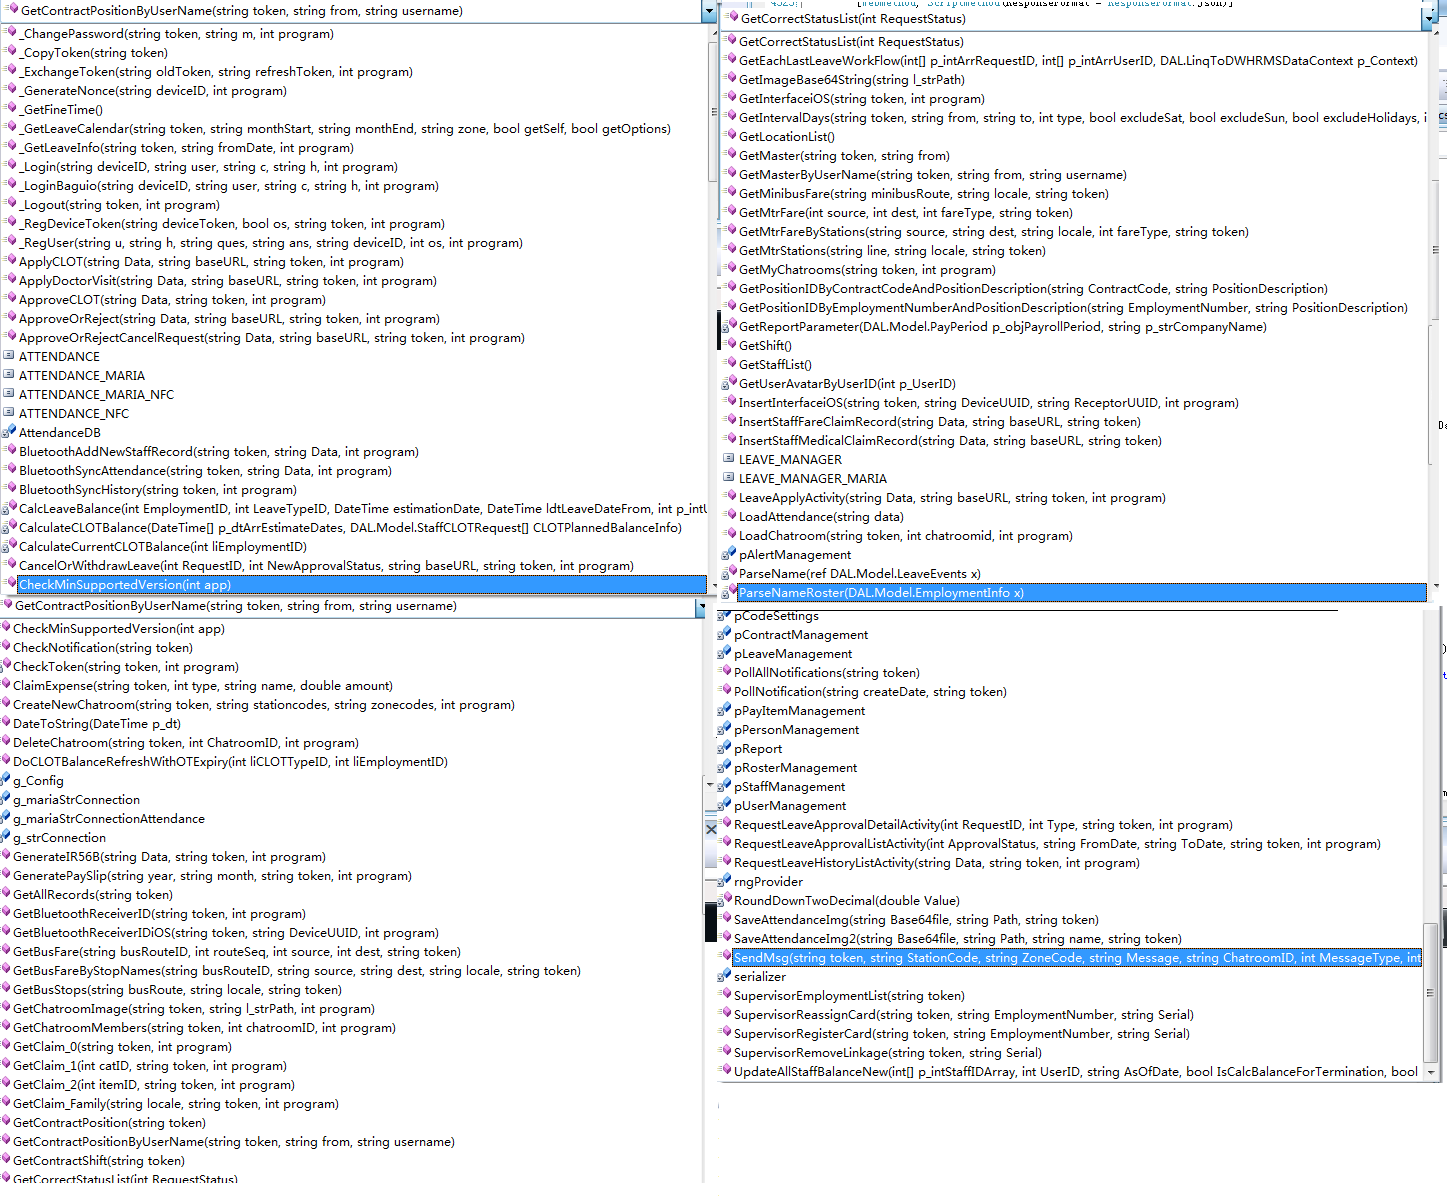 GetContractPositionByUserName(string token, string from, string username)
_ChangePassword(string token, string m, int program)
_CopyToken(string token)
_ExchangeToken(string oldToken, string refreshToken, int program)
_GenerateNonce(string deviceID, int program)
_GetFineTime()
_GetLeaveCalendar(string token, string monthStart, string monthEnd, string zone, bool getSelf, bool getOptions)
_GetLeaveInfo(string token, string fromDate, int program)
_Login(string deviceID, string user, string c, string h, int program)
_LoginBaguio(string deviceID, string user, string c, string h, int program)
_Logout(string token, int program)
_RegDeviceToken(string deviceToken, bool os, string token, int program)
_RegUser(string u, string h, string ques, string ans, string deviceID, int os, int program)
ApplyCLOT(string Data, string baseURL, string token, int program)
ApplyDoctorVisit(string Data, string baseURL, string token, int program)
ApproveCLOT(string Data, string token, int program)
ApproveOrReject(string Data, string baseURL, string token, int program)
ApproveOrRejectCancelRequest(string Data, string baseURL, string token, int program)
ATTENDANCE
ATTENDANCE_MARIA
ATTENDANCE_MARIA_NFC
ATTENDANCE_NFC
AttendanceDB
BluetoothAddNewStaffRecord(string token, string Data, int program)
BluetoothSyncAttendance(string token, string Data, int program)
BluetoothSyncHistory(string token, int program)
CalcLeaveBalance(int EmploymentID, int LeaveTypeID, DateTime estimationDate, DateTime ldtLeaveDateFrom, int p_intU
CalculateCLOTBalance(DateTime[] p_dtArrEstimateDates, DAL.Model.StaffCLOTRequest[] CLOTPlannedBalanceInfo)
CalculateCurrentCLOTBalance(int liEmploymentID)
CancelOrWithdrawLeave(int RequestID, int NewApprovalStatus, string baseURL, string token, int program)
CheckMinSupportedVersion(int app)
GetContractPositionByUserName(string token, string from, string username)
CheckMinSupportedVersion(int app)
CheckNotification(string token)
CheckToken(string token, int program)
ClaimExpense(string token, int type, string name, double amount)
CreateNewChatroom(string token, string stationcodes, string zonecodes, int program)
DateToString(DateTime p_dt)
DeleteChatroom(string token, int ChatroomID, int program)
DoCLOTBalanceRefreshWithOTExpiry(int liCLOTTypeID, int liEmploymentID)
g_Config
g_mariaStrConnection
g_mariaStrConnectionAttendance
g_strConnection
GenerateIR56B(string Data, string token, int program)
GeneratePaySlip(string year, string month, string token, int program)
GetAllRecords(string token)
GetBluetoothReceiverID(string token, int program)
GetBluetoothReceiverIDiOS(string token, string DeviceUUID, int program)
GetBusFare(string busRouteID, int routeSeq, int source, int dest, string token)
GetBusFareByStopNames(string busRouteID, string source, string dest, string locale, string token)
GetBusStops(string busRoute, string locale, string token)
GetChatroomImage(string token, string l_strPath, int program)
GetChatroomMembers(string token, int chatroomID, int program)
GetClaim_0(string token, int program)
GetClaim_1(int catID, string token, int program)
GetClaim_2(int itemID, string token, int program)
GetClaim_Family(string locale, string token, int program)
GetContractPosition(string token)
GetContractPositionByUserName(string token, string from, string username)
GetContractShift(string token)
GetCorrectStatusList(int RequestStatus)
GetCorrectStatusList(int RequestStatus)
GetCorrectStatusList(int RequestStatus)
GetEachLastLeaveWorkFlow(int[] p_intArrRequestID, int[] p_intArrUserID, DAL.LinqToDWHRMSDataContext p_Context)
GetImageBase64String(string l_strPath)
GetInterfaceiOS(string token, int program)
GetIntervalDays(string token, string from, string to, int type, bool excludeSat, bool excludeSun, bool excludeHolidays, i
GetLocationList()
GetMaster(string token, string from)
GetMasterByUserName(string token, string from, string username)
GetMinibusFare(string minibusRoute, string locale, string token)
GetMtrFare(int source, int dest, int fareType, string token)
GetMtrFareByStations(string source, string dest, string locale, int fareType, string token)
GetMtrStations(string line, string locale, string token)
GetMyChatrooms(string token, int program)
GetPositionIDByContractCodeAndPositionDescription(string ContractCode, string PositionDescription)
GetPositionIDByEmploymentNumberAndPositionDescription(string EmploymentNumber, string PositionDescription)
GetReportParameter(DAL.Model.PayPeriod p_objPayrollPeriod, string p_strCompanyName)
GetShift()
GetStaffList()
GetUserAvatarByUserID(int p_UserID)
InsertInterfaceiOS(string token, string DeviceUUID, string ReceptorUUID, int program)
InsertStaffFareClaimRecord(string Data, string baseURL, string token)
InsertStaffMedicalClaimRecord(string Data, string baseURL, string token)
LEAVE_MANAGER
LEAVE_MANAGER_MARIA
LeaveApplyActivity(string Data, string baseURL, string token, int program)
LoadAttendance(string data)
LoadChatroom(string token, int chatroomid, int program)
pAlertManagement
ParseName(ref DAL.Model.LeaveEvents x)
ParseNameRoster(DAL.Model.EmploymentInfo x)
pCodeSettings
pContractManagement
pLeaveManagement
PollAllNotifications(string token)
PollNotification(string createDate, string token)
pPayItemManagement
pPersonManagement
pReport
pRosterManagement
pStaffManagement
pUserManagement
RequestLeaveApprovalDetailActivity(int RequestID, int Type, string token, int program)
RequestLeaveApprovalListActivity(int ApprovalStatus, string FromDate, string ToDate, string token, int program)
RequestLeaveHistoryListActivity(string Data, string token, int program)
rngProvider
RoundDownTwoDecimal(double Value)
SaveAttendanceImg(string Base64file, string Path, string token)
SaveAttendanceImg2(string Base64file, string Path, string name, string token)
SendMsg(string token, string StationCode, string ZoneCode, string Message, string ChatroomID, int MessageType, int
serializer
SupervisorEmploymentList(string token)
SupervisorReassignCard(string token, string EmploymentNumber, string Serial)
SupervisorRegisterCard(string token, string EmploymentNumber, string Serial)
SupervisorRemoveLinkage(string token, string Serial)
UpdateAllStaffBalanceNew(int[] p_intStaffIDArray, int UserID, string AsOfDate, bool IsCalcBalanceForTermination, bool